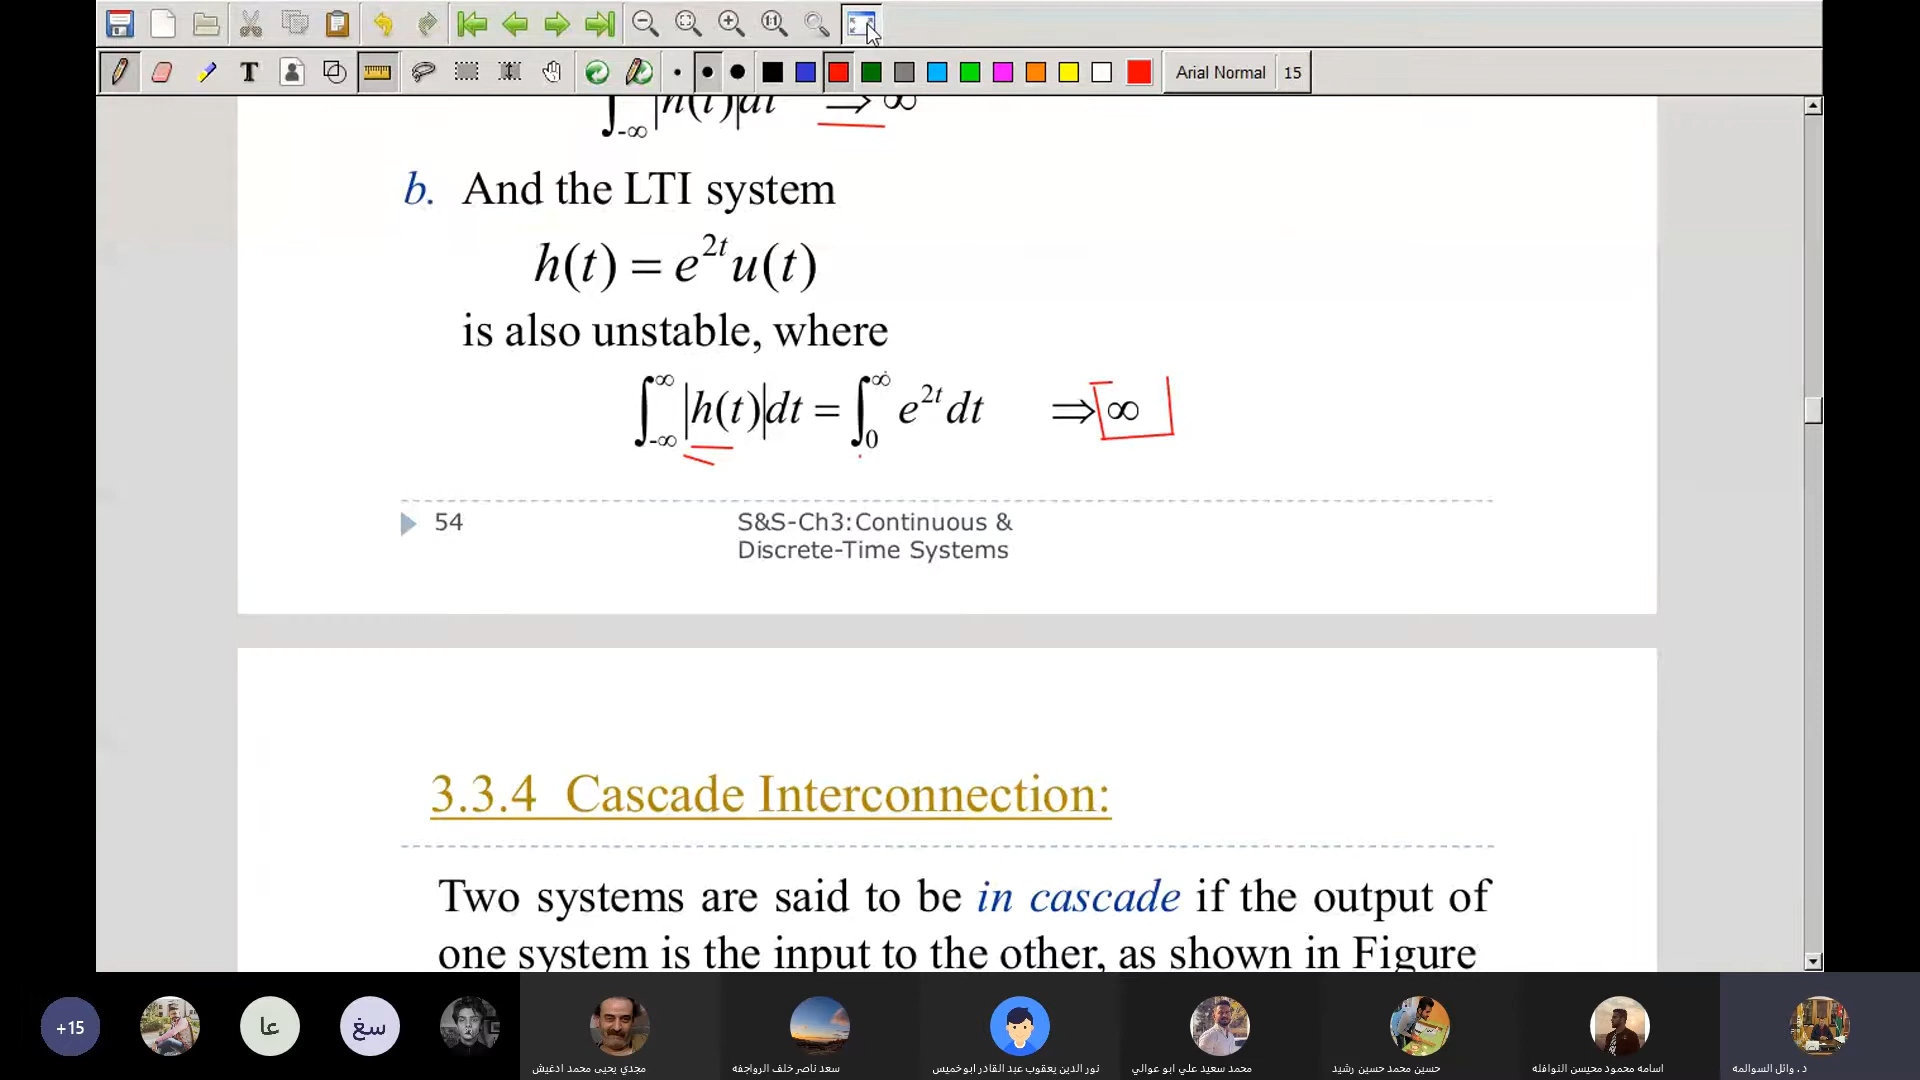 Arial Normal 15
∫-∞ |h(t)|dt ⇒ ∞
b. And the LTI system
h(t) = e^{2t}u(t)
is also unstable, where
∫_{-∞}^{∞} |h(t)|dt = ∫_{0}^{∞} e^{2t} dt ⇒ ∞
54
S&S-Ch3:Continuous &
Discrete-Time Systems
3.3.4 Cascade Interconnection:
Two systems are said to be in cascade if the output of
one system is the input to the other, as shown in Figure
+15
عا
سغ
مجدي يحيى محمد ادغيش
سعد ناصر خلف الرواجفه
نور الدين يعقوب عبد القادر ابوخميس
محمد سعيد علي ابو عوالي
حسين محمد حسين رشيد
اسامه محمود محيسن النوافله
د. وائل السوالمه